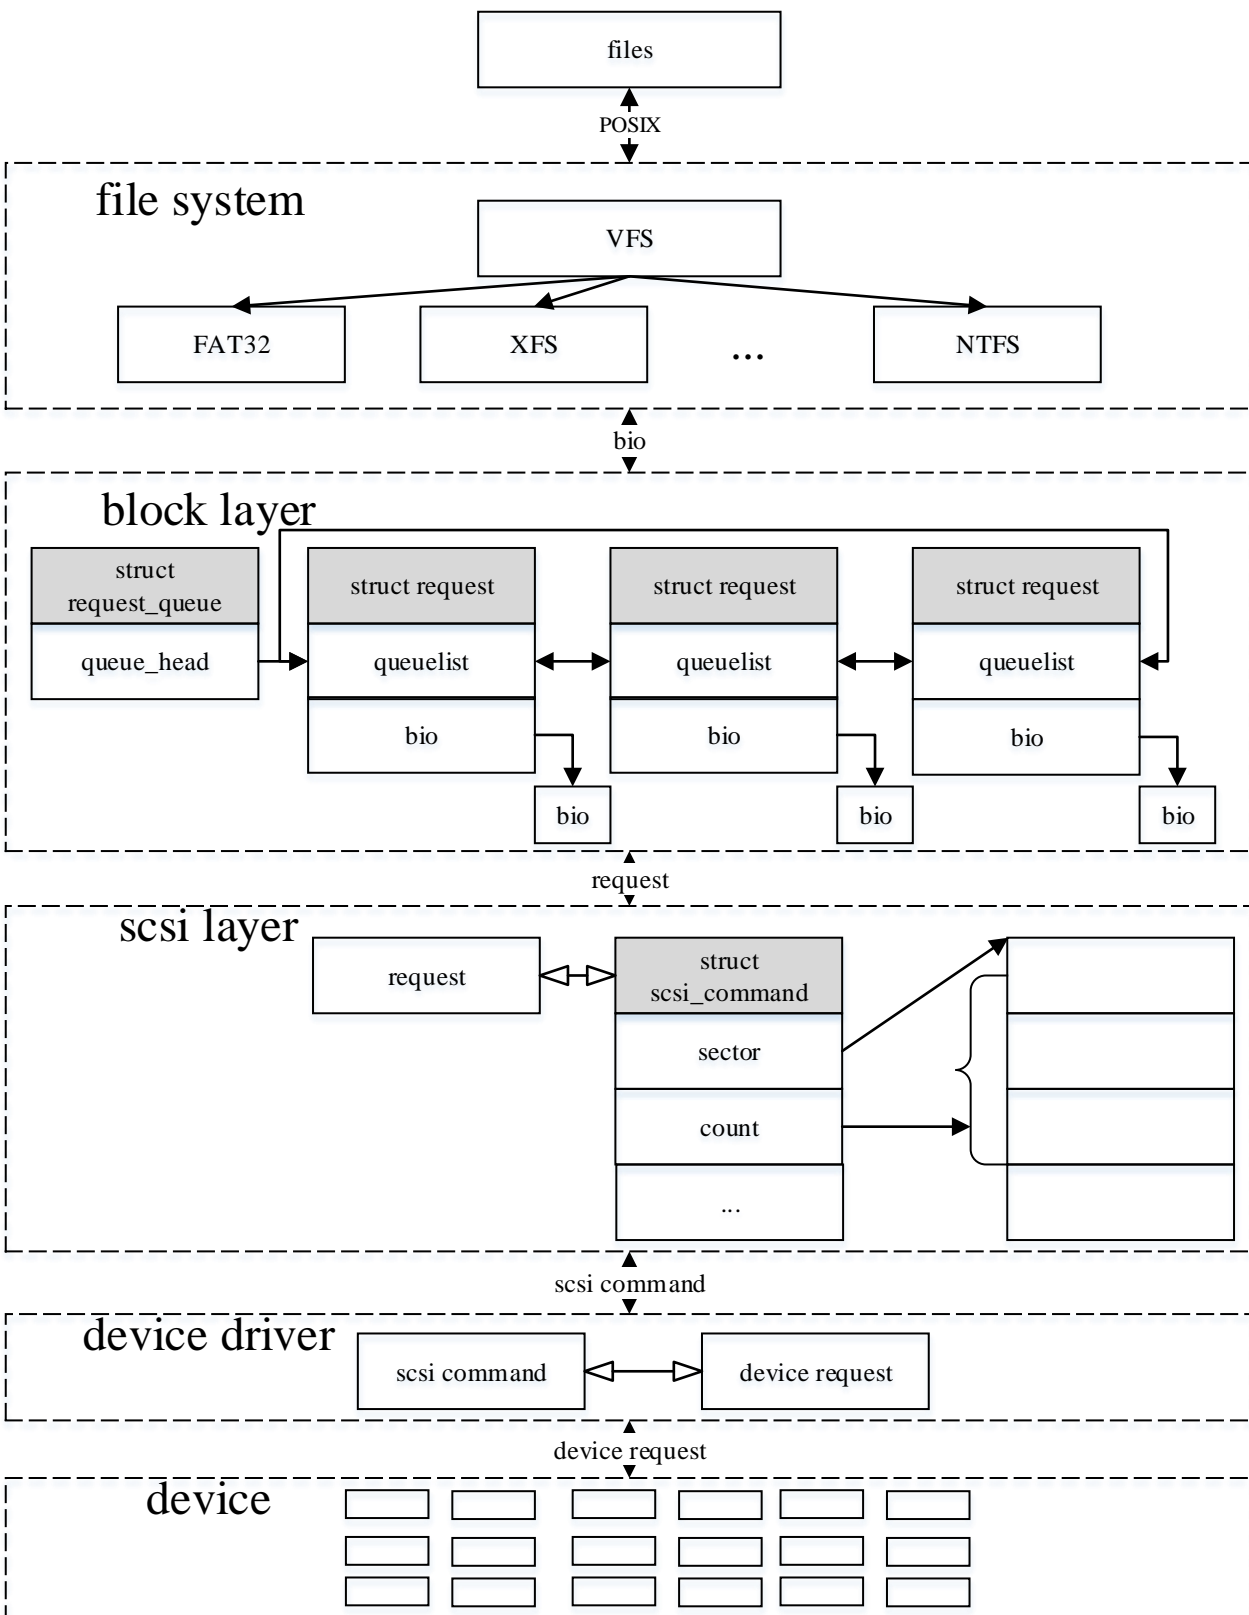 files
POSIX
file system
VFS
FAT32
XFS
...
NTFS
bio
block layer
struct
request_queue
struct request
struct request
struct request
queue_head
queuelist
queuelist
queuelist
bio
bio
bio
bio
bio
bio
request
scsi layer
request
struct
scsi_command
sector
count
...
scsi command
device driver
scsi command
device request
device request
device